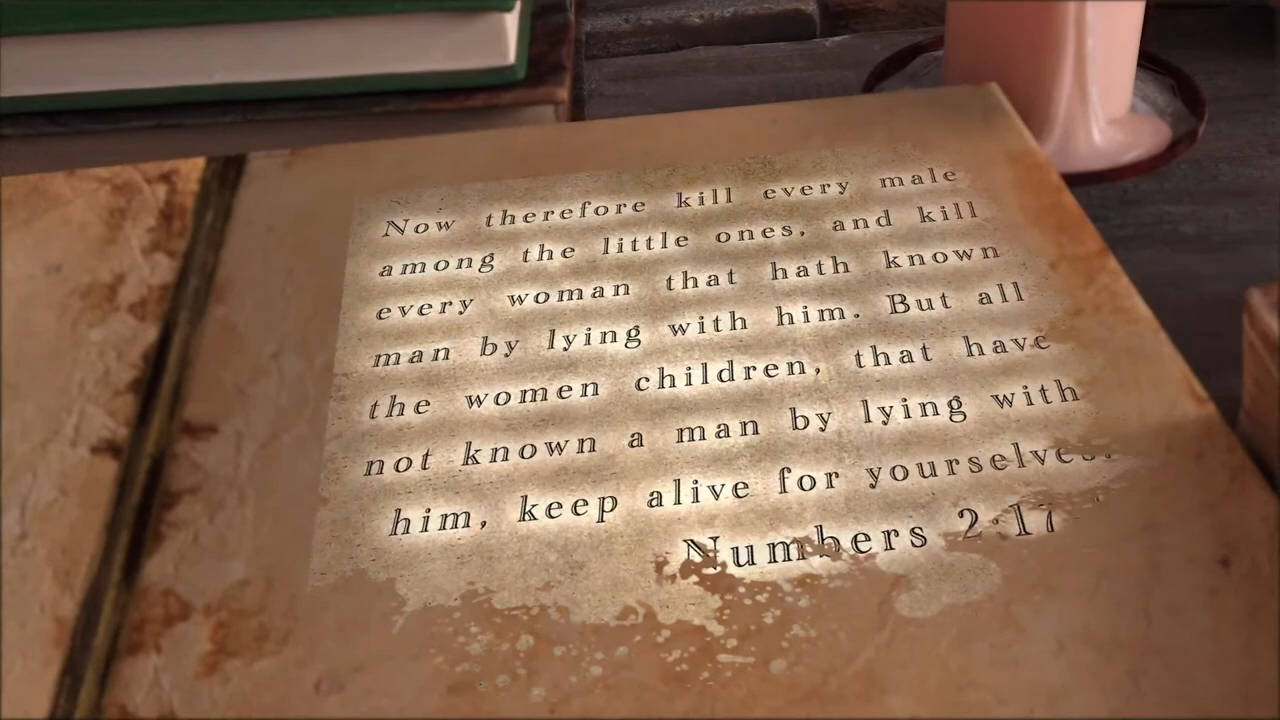 Now therefore kill every male
among the little ones, and kill
every woman that hath known
man by lying with him. But all
the women children, that have
not known a man by lying with
him, keep alive for yourselves.
Numbers 2:17